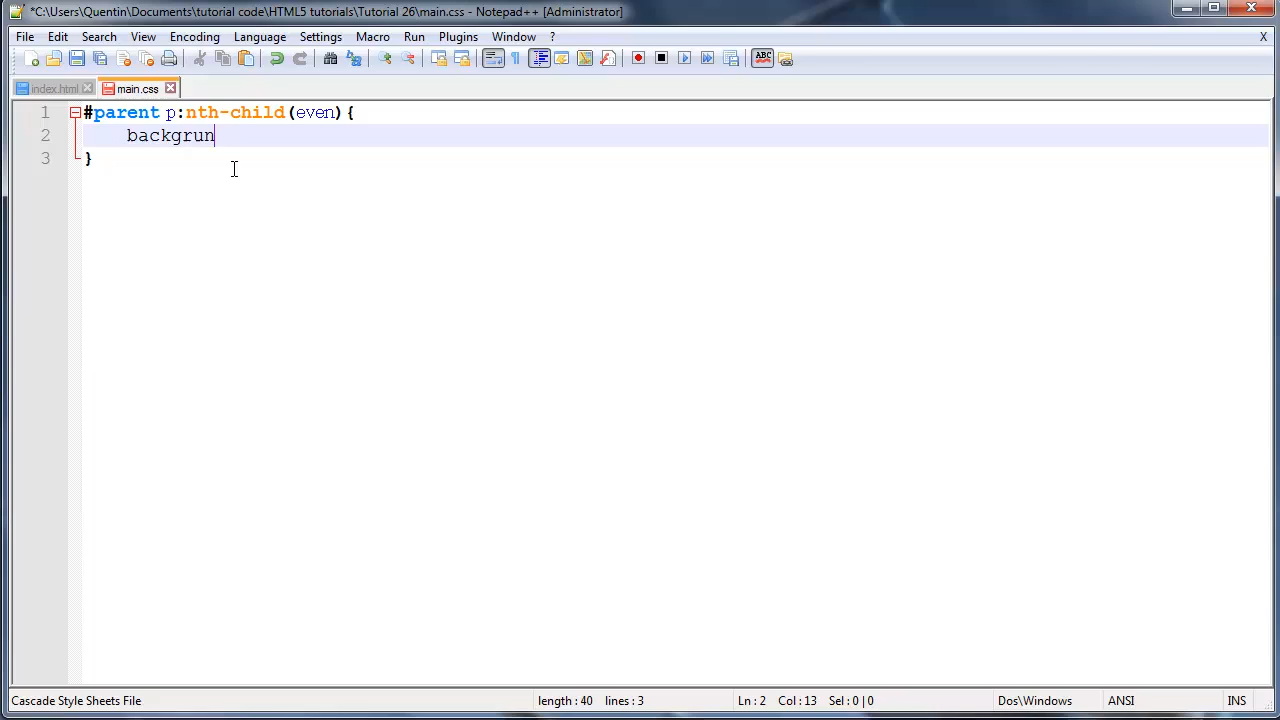 *C:\Users\Quentin\Documents\tutorial code\HTML5 tutorials\Tutorial 26\main.css - Notepad++ [Administrator]
File Edit Search View Encoding Language Settings Macro Run Plugins Window ? X
ABC
index.html main.css
1 #parent p:nth-child(even){
2 backgrun
3 }
Cascade Style Sheets File length : 40 lines : 3 Ln : 2 Col : 13 Sel : 0 | 0 Dos\Windows ANSI INS